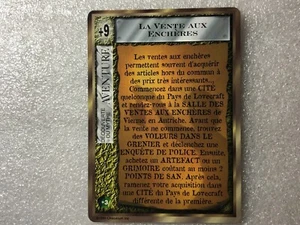 +9
LA VENTE AUX
ENCHÈRES
AVENTURE
Les ventes aux enchères
permettent souvent d'acquérir
des articles hors du commun à
des prix très intéressants...
Commencez dans une CITÉ
quelconque du Pays de Lovecraft
et rendez-vous à la SALLE DES
VENTES AUX ENCHÈRES de
Vienne, en Autriche. Avant que la
vente ne commence, trouvez
des VOLEURS DANS LE
GRENIER et déclenchez une
ENQUÊTE DE POLICE. Ensuite
achetez un ARTEFACT ou un
GRIMOIRE coûtant au moins 2
POINTS DE SAN. Après cela,
ramenez votre acquisition dans
une CITÉ du Pays de Lovecraft
différente de la première.